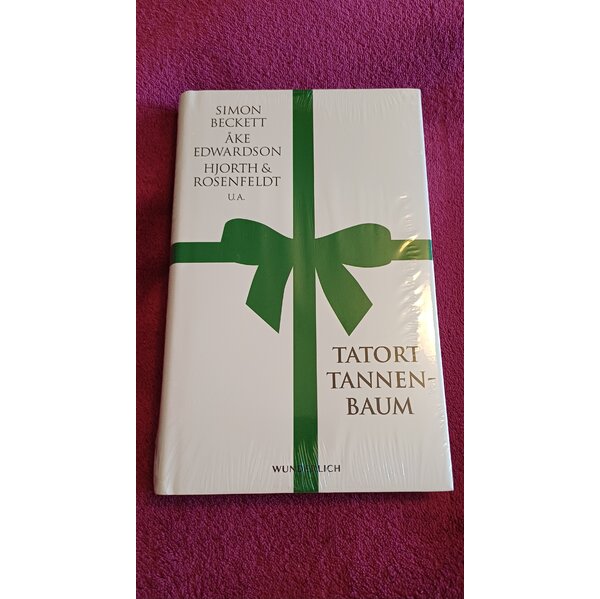 SIMON
BECKETT
ÅKE
EDWARDSON
HJORTH &
ROSENFELDT
U. A.
TATORT
TANNEN-
BAUM
WUNDERLICH